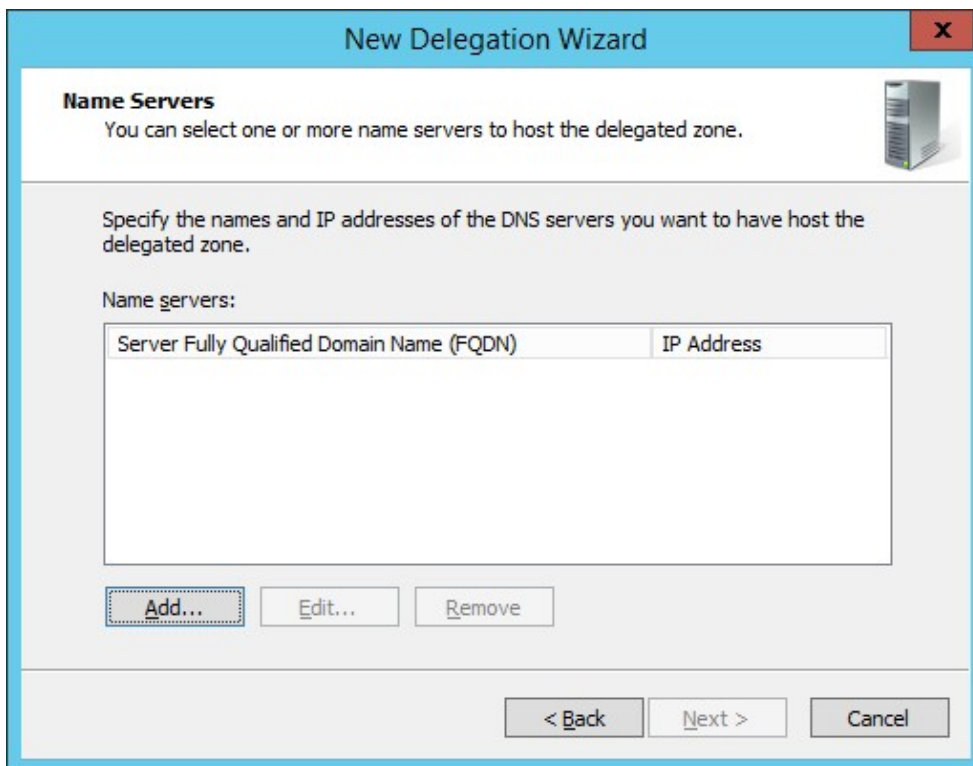 New Delegation Wizard
x
Name Servers
You can select one or more name servers to host the delegated zone.
Specify the names and IP addresses of the DNS servers you want to have host the
delegated zone.
Name servers:
Server Fully Qualified Domain Name (FQDN) IP Address
Add... Edit... Remove
< Back Next > Cancel